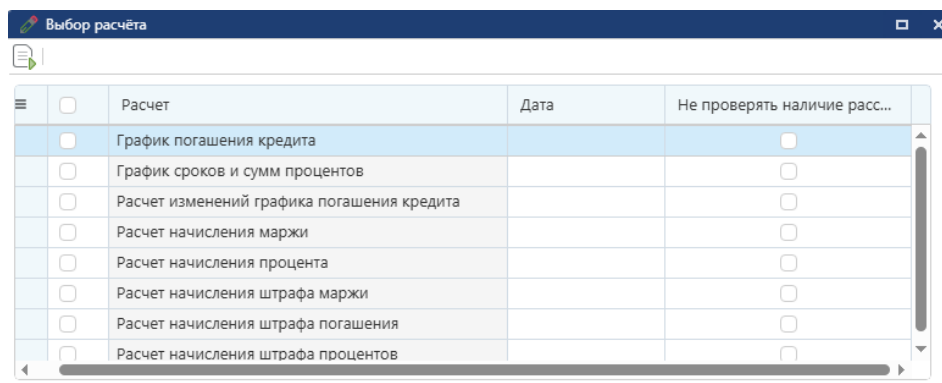 Выбор расчёта
Расчет Дата Не проверять наличие расс...
График погашения кредита
График сроков и сумм процентов
Расчет изменений графика погашения кредита
Расчет начисления маржи
Расчет начисления процента
Расчет начисления штрафа маржи
Расчет начисления штрафа погашения
Расчет начисления штрафа процентов